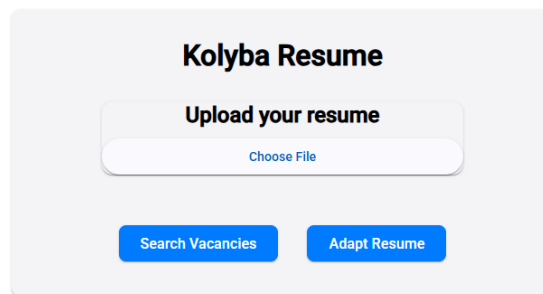 Kolyba Resume
Upload your resume
Choose File
Search Vacancies Adapt Resume